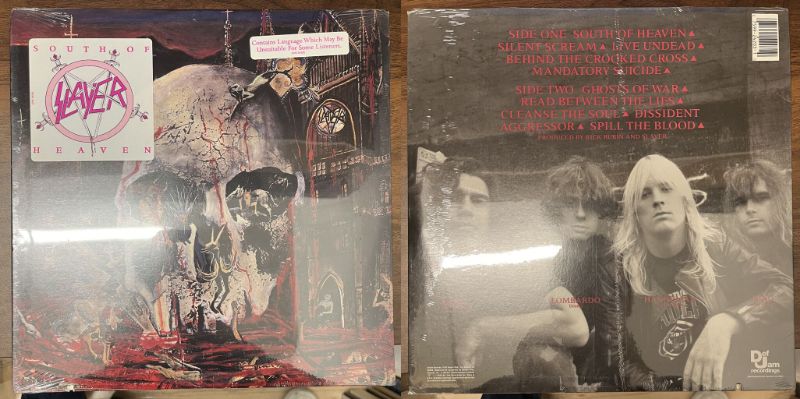 SOUTH OF
SLAYER
HEAVEN
Contains Language Which May Be
Unsuitable For Some Listeners.
SLAYER
SIDE ONE SOUTH OF HEAVEN▲
SILENT SCREAM▲ LIVE UNDEAD▲
BEHIND THE CROOKED CROSS▲
MANDATORY SUICIDE▲
SIDE TWO GHOSTS OF WAR▲
READ BETWEEN THE LIES▲
CLEANSE THE SOUL▲ DISSIDENT
AGGRESSOR▲ SPILL THE BLOOD▲
PRODUCED BY RICK RUBIN AND SLAYER
LOMBARDO
Def
Jam
recordings